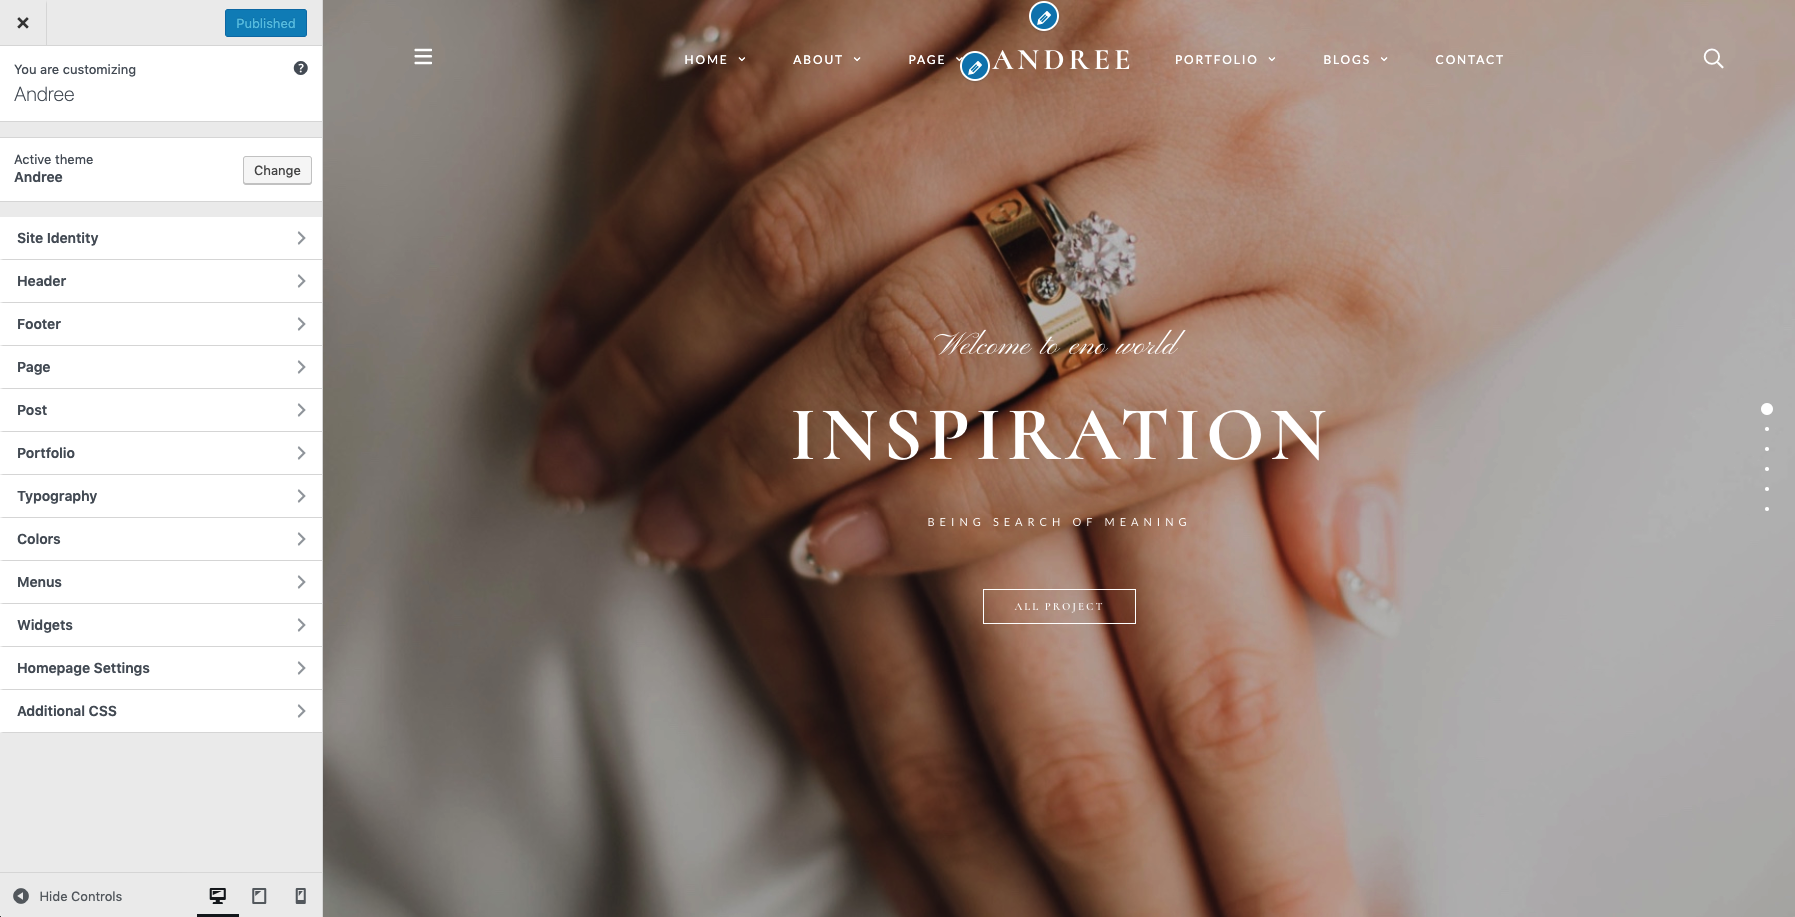 Published
You are customizing
Andree
Active theme
Andree
Change
Site Identity
Header
Footer
Page
Post
Portfolio
Typography
Colors
Menus
Widgets
Homepage Settings
Additional CSS
Hide Controls
HOME ABOUT PAGE ANDREE PORTFOLIO BLOGS CONTACT
Welcome to eno world
INSPIRATION
BEING SEARCH OF MEANING
ALL PROJECT